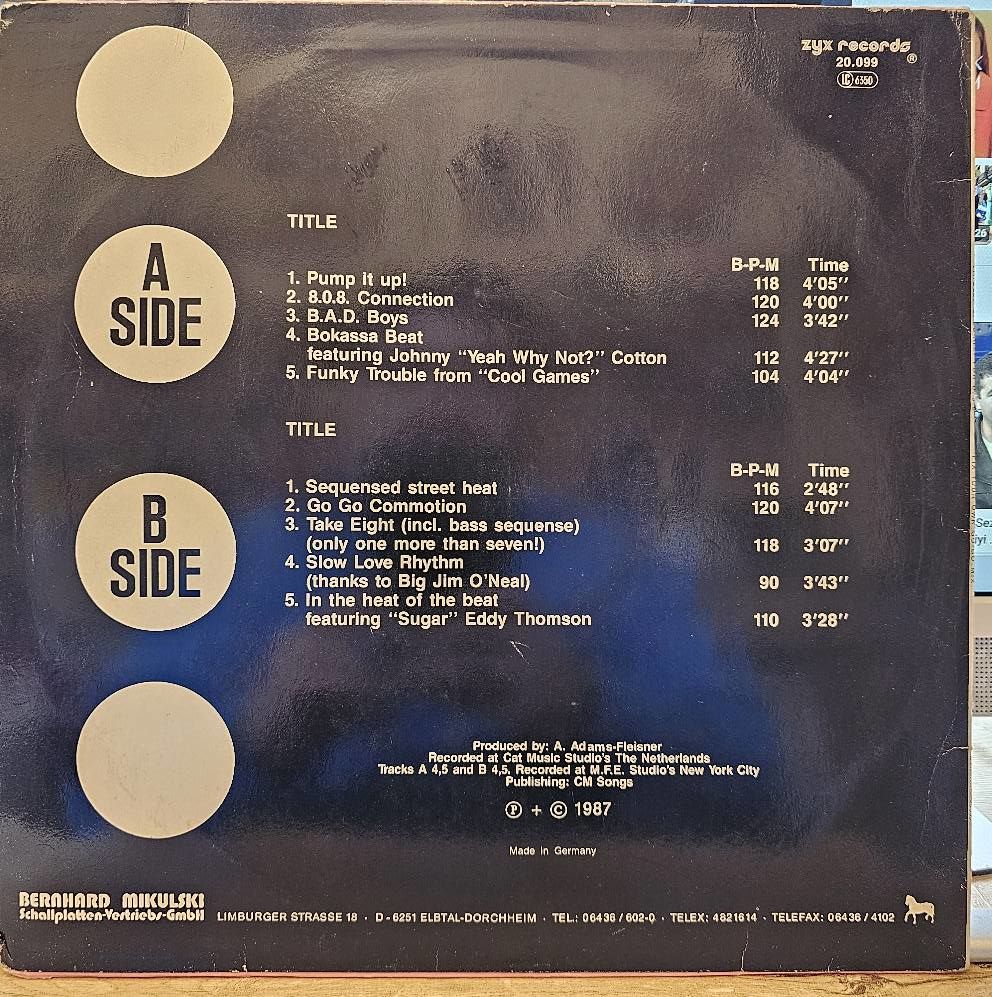 zyx records®
20.099
LC 6350
TITLE
B-P-M Time
A
SIDE
1. Pump it up! 118 4'05''
2. 8.0.8. Connection 120 4'00''
3. B.A.D. Boys 124 3'42''
4. Bokassa Beat
featuring Johnny “Yeah Why Not?” Cotton 112 4'27''
5. Funky Trouble from “Cool Games” 104 4'04''
TITLE
B-P-M Time
B
SIDE
1. Sequensed street heat 116 2'48''
2. Go Go Commotion 120 4'07''
3. Take Eight (incl. bass sequense)
(only one more than seven!) 118 3'07''
4. Slow Love Rhythm
(thanks to Big Jim O'Neal) 90 3'43''
5. In the heat of the beat
featuring “Sugar” Eddy Thomson 110 3'28''
Produced by: A. Adams-Fleisner
Recorded at Cat Music Studio's The Netherlands
Tracks A 4,5 and B 4,5, Recorded at M.F.E. Studio's New York City
Publishing: CM Songs
℗ + © 1987
Made in Germany
BERNHARD MIKULSKI
Schallplatten-Vertriebs-GmbH LIMBURGER STRASSE 18 · D-6251 ELBTAL-DORCHHEIM · TEL.: 06436/602-0 · TELEX: 4821614 · TELEFAX: 06436/4102
26